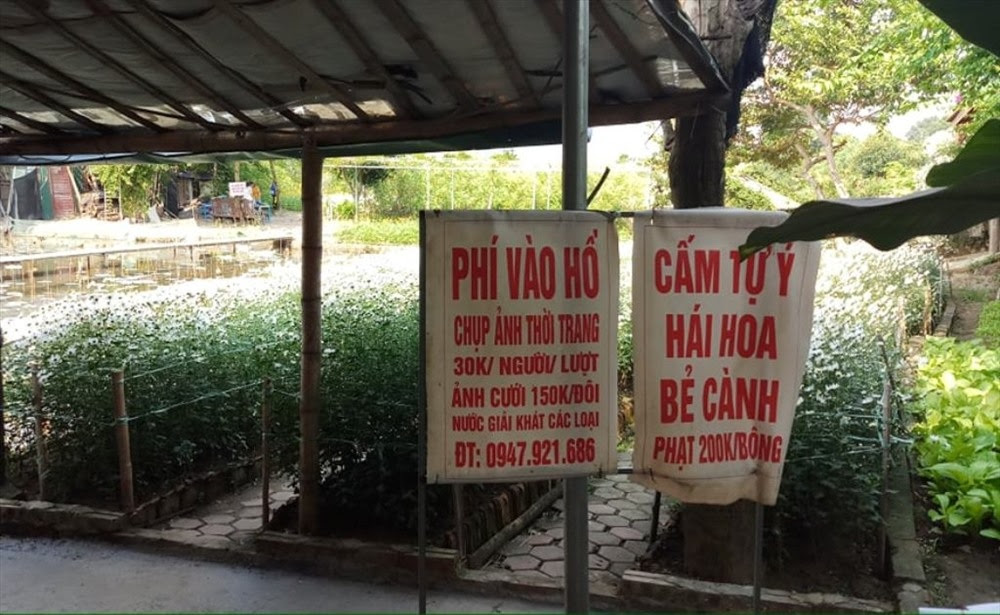 PHÍ VÀO HỒ
CHỤP ẢNH THỜI TRANG
30K/ NGƯỜI/ LƯỢT
ẢNH CƯỚI 150K/ĐÔI
NƯỚC GIẢI KHÁT CÁC LOẠI
ĐT: 0947.921.686
CẤM TỰ Ý
HÁI HOA
BẺ CÀNH
PHẠT 200K/BÔNG